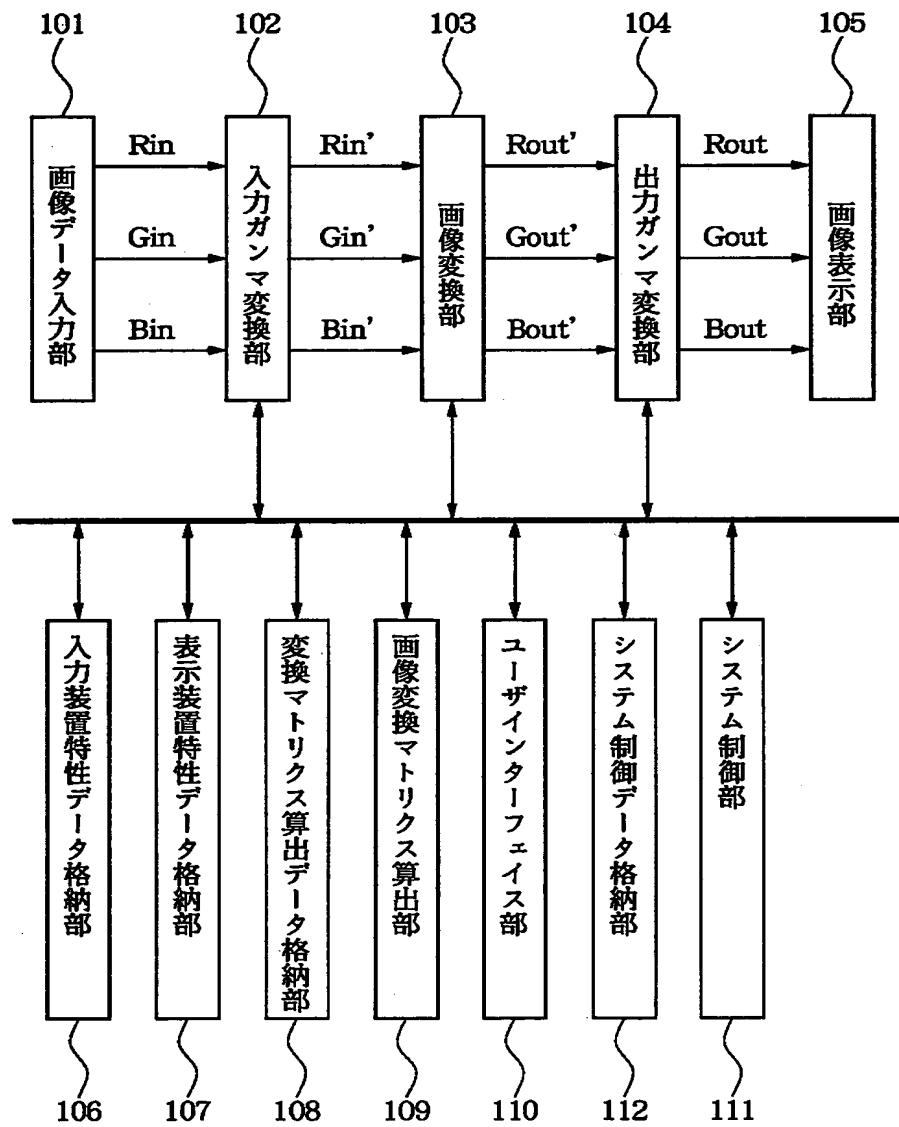 101
102
103
104
105
画像データ入力部
Rin
Gin
Bin
入力ガンマ変換部
Rin'
Gin'
Bin'
画像変換部
Rout'
Gout'
Bout'
出力ガンマ変換部
Rout
Gout
Bout
画像表示部
入力装置特性データ格納部
表示装置特性データ格納部
変換マトリクス算出データ格納部
画像変換マトリクス算出部
ユーザインターフェイス部
システム制御データ格納部
システム制御部
106
107
108
109
110
112
111